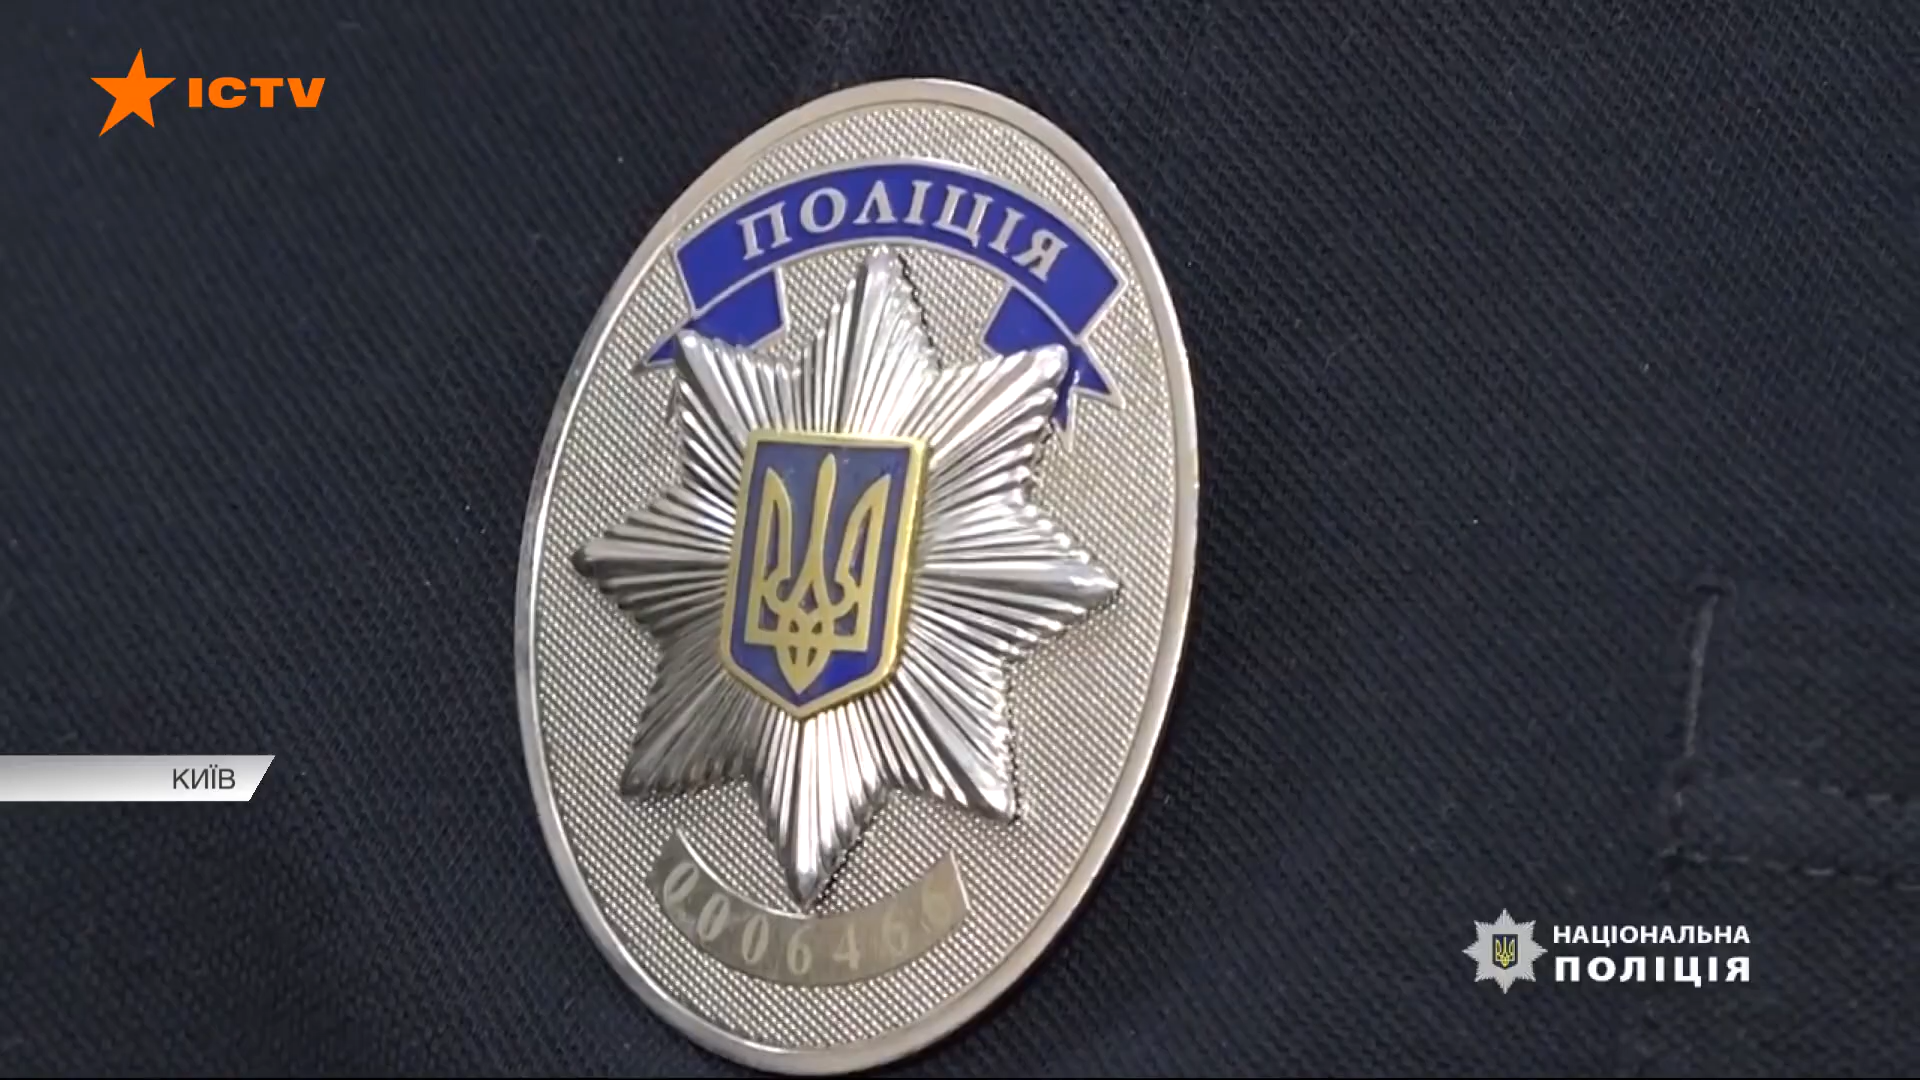 ICTV
ПОЛІЦІЯ
КИЇВ
0006466
НАЦІОНАЛЬНА
ПОЛІЦІЯ